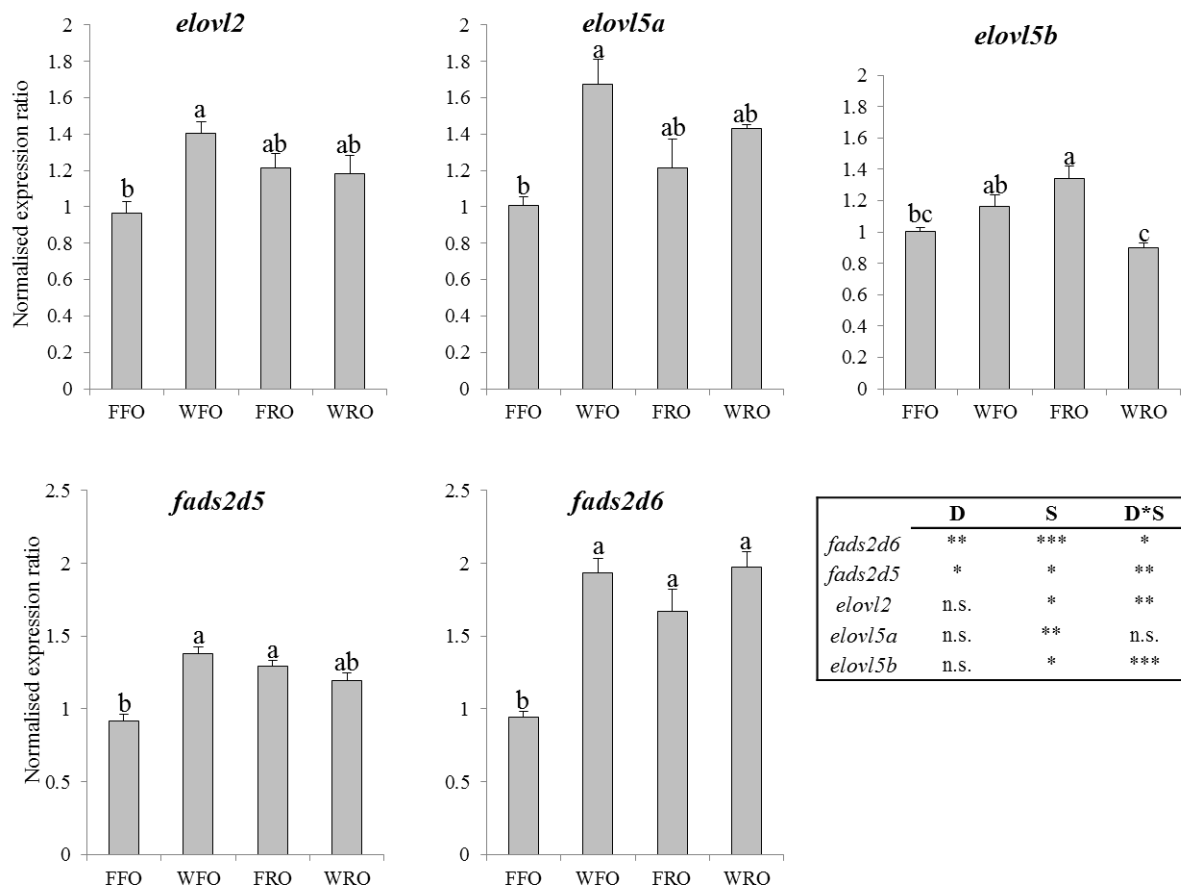 elovl2
Normalised expression ratio
2
1.8
1.6
1.4
1.2
1
0.8
0.6
0.4
0.2
0
b
a
ab
ab
FFO WFO FRO WRO
elovl5a
2
1.8
1.6
1.4
1.2
1
0.8
0.6
0.4
0.2
0
b
a
ab
ab
FFO WFO FRO WRO
elovl5b
2
1.8
1.6
1.4
1.2
1
0.8
0.6
0.4
0.2
0
bc
ab
a
c
FFO WFO FRO WRO
fads2d5
Normalised expression ratio
2.5
2
1.5
1
0.5
0
b
a
a
ab
FFO WFO FRO WRO
fads2d6
2.5
2
1.5
1
0.5
0
b
a
a
a
FFO WFO FRO WRO
D S D*S
fads2d6 ** *** *
fads2d5 * * **
elovl2 n.s. * **
elovl5a n.s. ** n.s.
elovl5b n.s. * ***